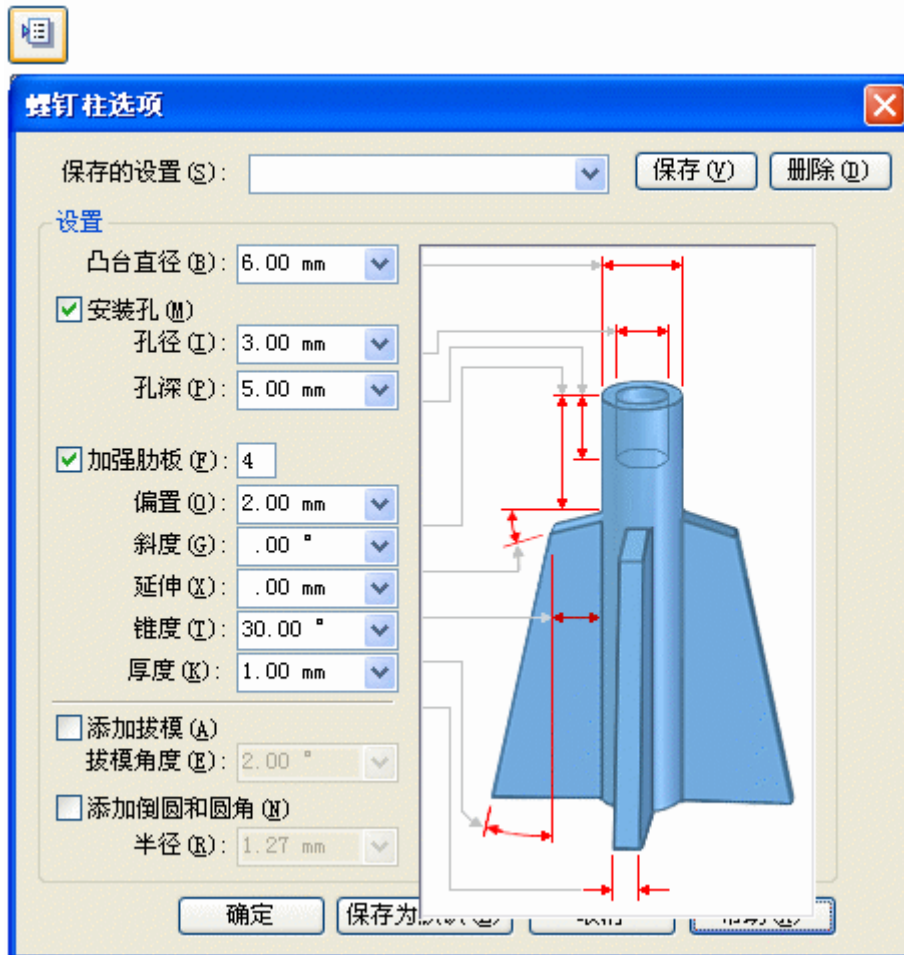 螺钉柱选项
保存的设置(S): 保存(V) 删除(D)
设置
凸台直径(B): 6.00 mm
安装孔(M)
孔径(I): 3.00 mm
孔深(P): 5.00 mm
加强肋板(F): 4
偏置(O): 2.00 mm
斜度(G): .00 °
延伸(X): .00 mm
锥度(T): 30.00 °
厚度(K): 1.00 mm
添加拔模(A)
拔模角度(E): 2.00 °
添加倒圆和圆角(N)
半径(R): 1.27 mm
确定 保存为